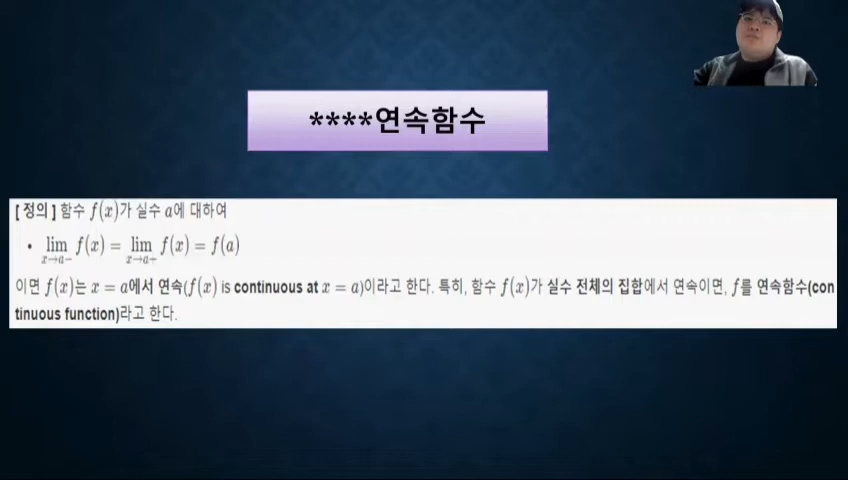 ****연속함수
[ 정의 ] 함수 f(x)가 실수 a에 대하여
• lim x→a− f(x) = lim x→a+ f(x) = f(a)
이면 f(x)는 x = a에서 연속(f(x) is continuous at x = a)이라고 한다. 특히, 함수 f(x)가 실수 전체의 집합에서 연속이면, f를 연속함수(con
tinuous function)라고 한다.